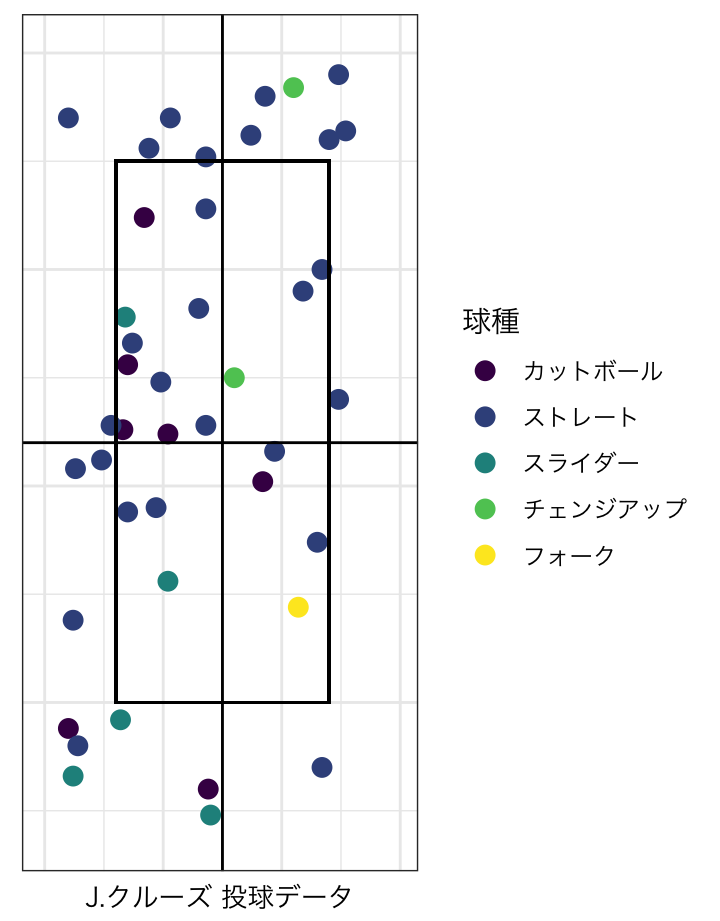 球種
カットボール
ストレート
スライダー
チェンジアップ
フォーク
J.クルーズ 投球データ